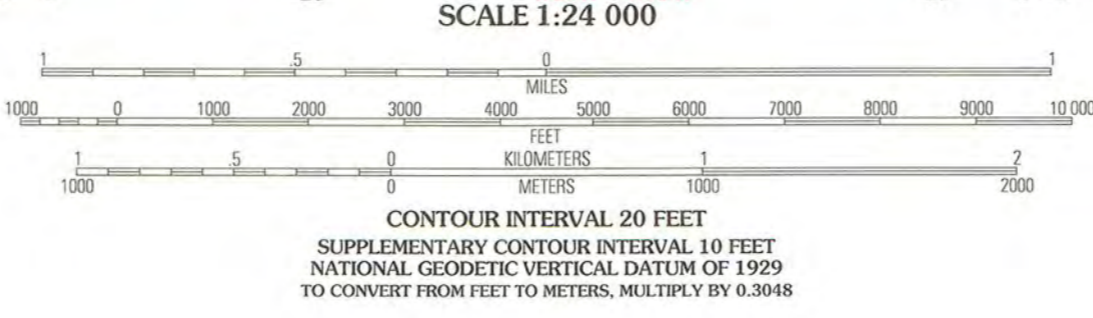 SCALE 1:24 000
1 .5 0 1
MILES
1000 0 1000 2000 3000 4000 5000 6000 7000 8000 9000 10 000
FEET
1 .5 0 KILOMETERS 1 2
1000 0 METERS 1000 2000
CONTOUR INTERVAL 20 FEET
SUPPLEMENTARY CONTOUR INTERVAL 10 FEET
NATIONAL GEODETIC VERTICAL DATUM OF 1929
TO CONVERT FROM FEET TO METERS, MULTIPLY BY 0.3048